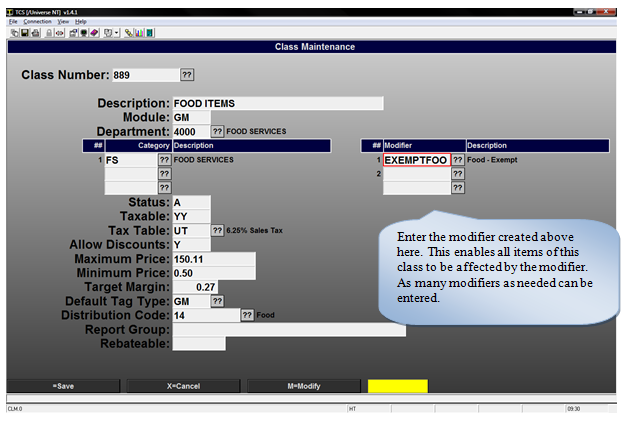 TCS [/Universe NT] v1.4.1
File Connection View Help
Class Maintenance
Class Number: 889 ??
Description: FOOD ITEMS
Module: GM
Department: 4000 ?? FOOD SERVICES
## Category Description ## Modifier Description
1 FS ?? FOOD SERVICES 1 EXEMPTFOO ?? Food - Exempt
?? 2 ??
?? ??
Status: A
Taxable: YY
Tax Table: UT ?? 6.25% Sales Tax
Allow Discounts: Y
Maximum Price: 150.11
Minimum Price: 0.50
Target Margin: 0.27
Default Tag Type: GM ??
Distribution Code: 14 ?? Food
Report Group:
Rebateable:
Enter the modifier created above
here. This enables all items of this
class to be affected by the modifier.
As many modifiers as needed can be
entered.
=Save X=Cancel M=Modify
CLM.0 HT 09:30